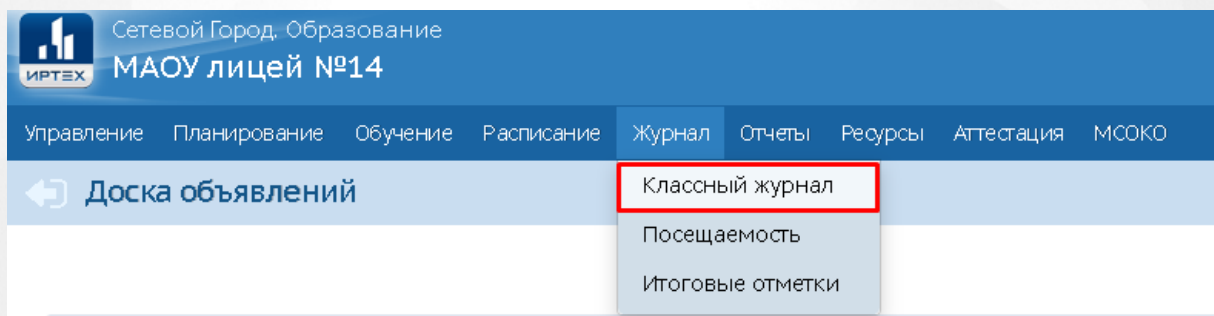 Сетевой Город. Образование
ИРТЕХ
МАОУ лицей №14
Управление Планирование Обучение Расписание Журнал Отчеты Ресурсы Аттестация МСОКО
Доска объявлений
Классный журнал
Посещаемость
Итоговые отметки